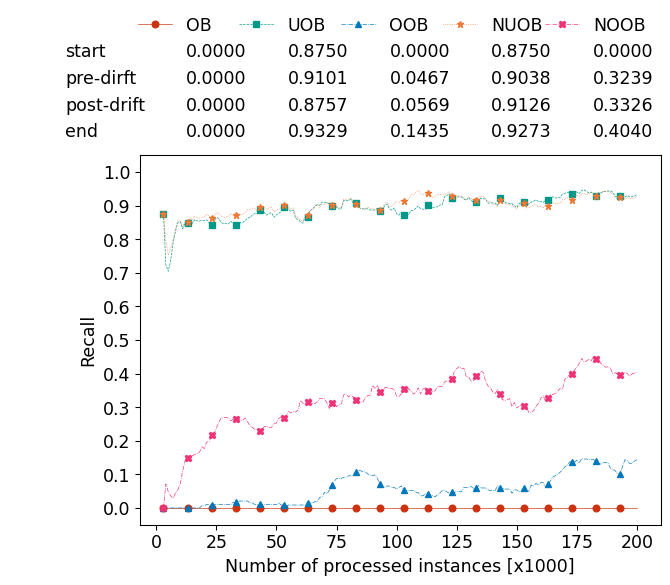 OB UOB OOB NUOB NOOB
start 0.0000 0.8750 0.0000 0.8750 0.0000
pre-dirft 0.0000 0.9101 0.0467 0.9038 0.3239
post-drift 0.0000 0.8757 0.0569 0.9126 0.3326
end 0.0000 0.9329 0.1435 0.9273 0.4040
1.0
0.9
0.8
0.7
0.6
0.5
0.4
0.3
0.2
0.1
0.0
Recall
0 25 50 75 100 125 150 175 200
Number of processed instances [x1000]